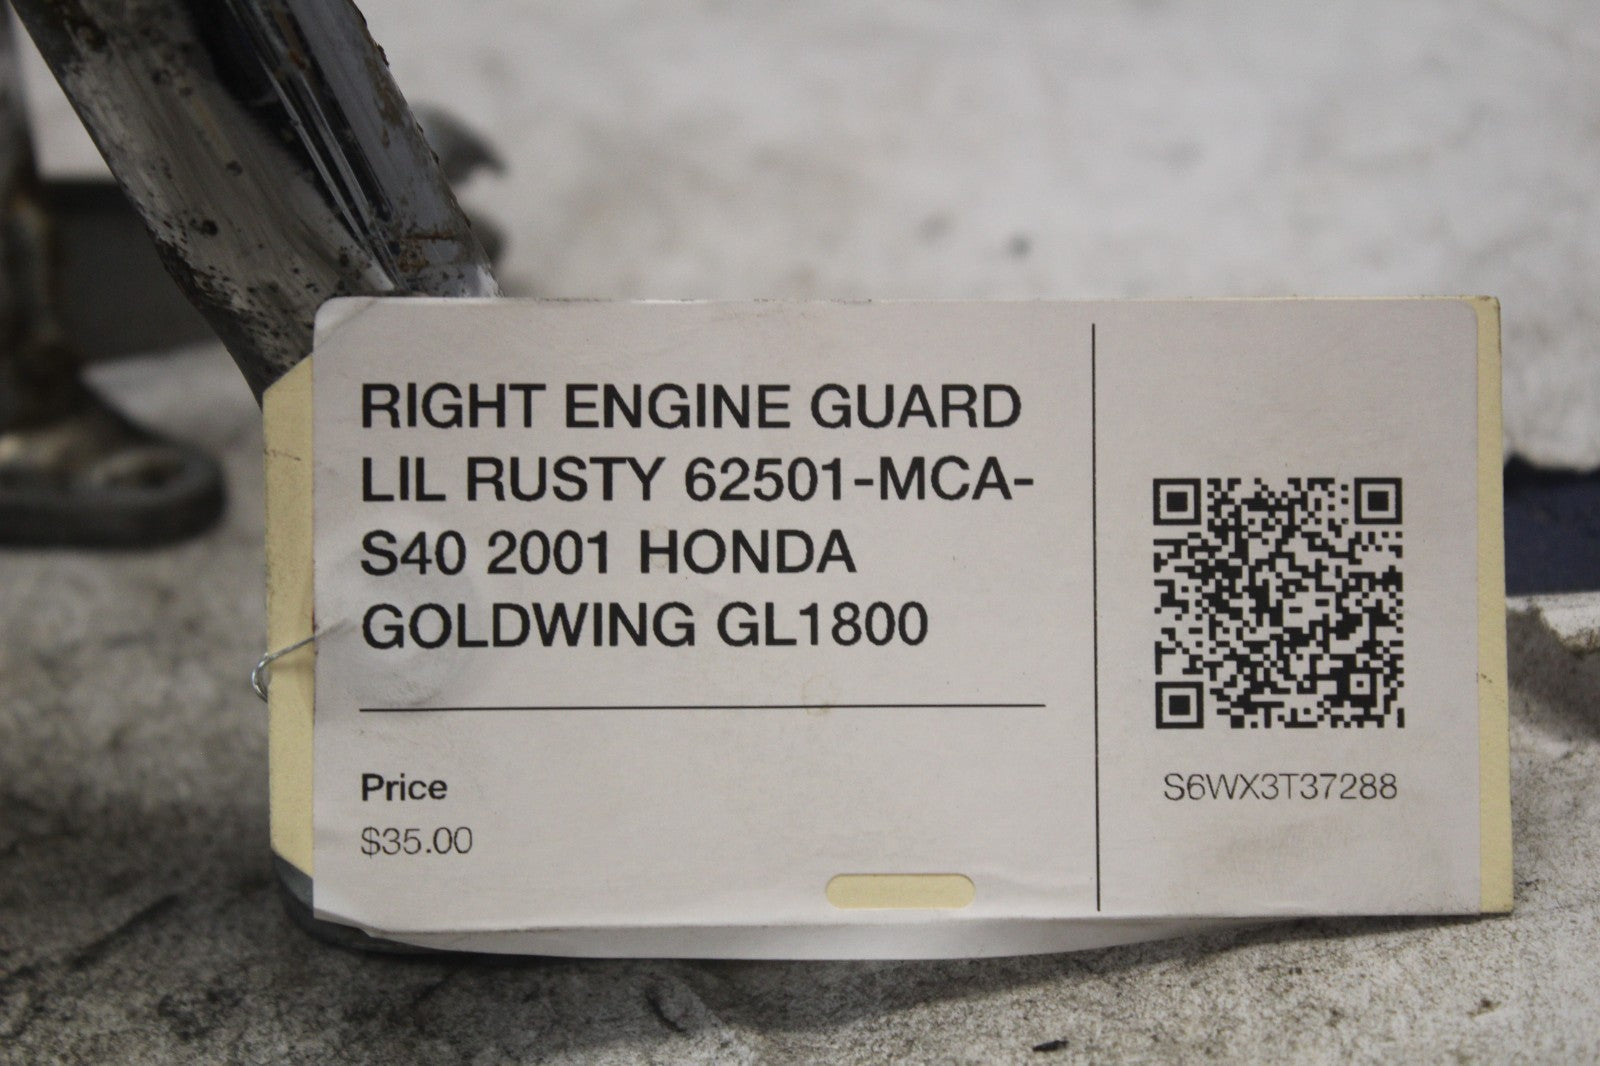 RIGHT ENGINE GUARD
LIL RUSTY 62501-MCA-
S40 2001 HONDA
GOLDWING GL1800
Price
$35.00
S6WX3T37288